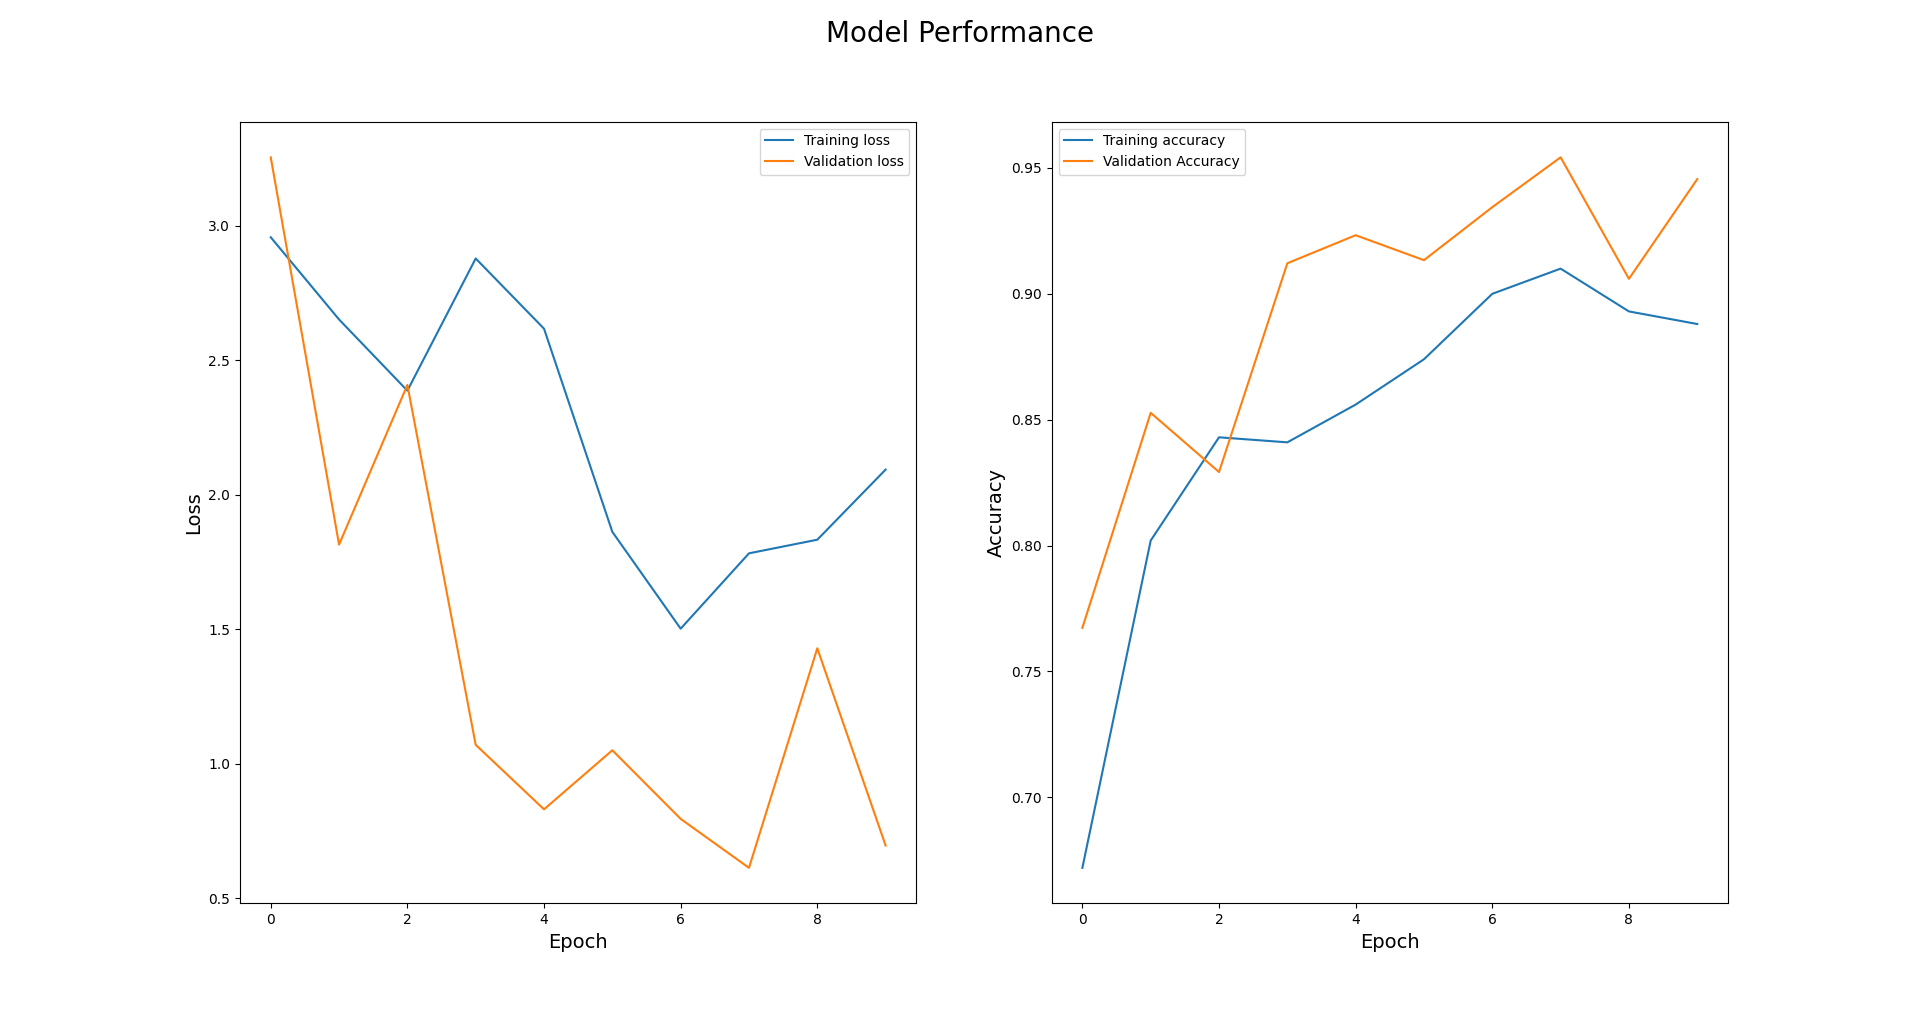 Model Performance
Training loss
Validation loss
3.0
2.5
2.0
1.5
1.0
0.5
Loss
0 2 4 6 8
Epoch
Training accuracy
Validation Accuracy
0.95
0.90
0.85
0.80
0.75
0.70
Accuracy
0 2 4 6 8
Epoch